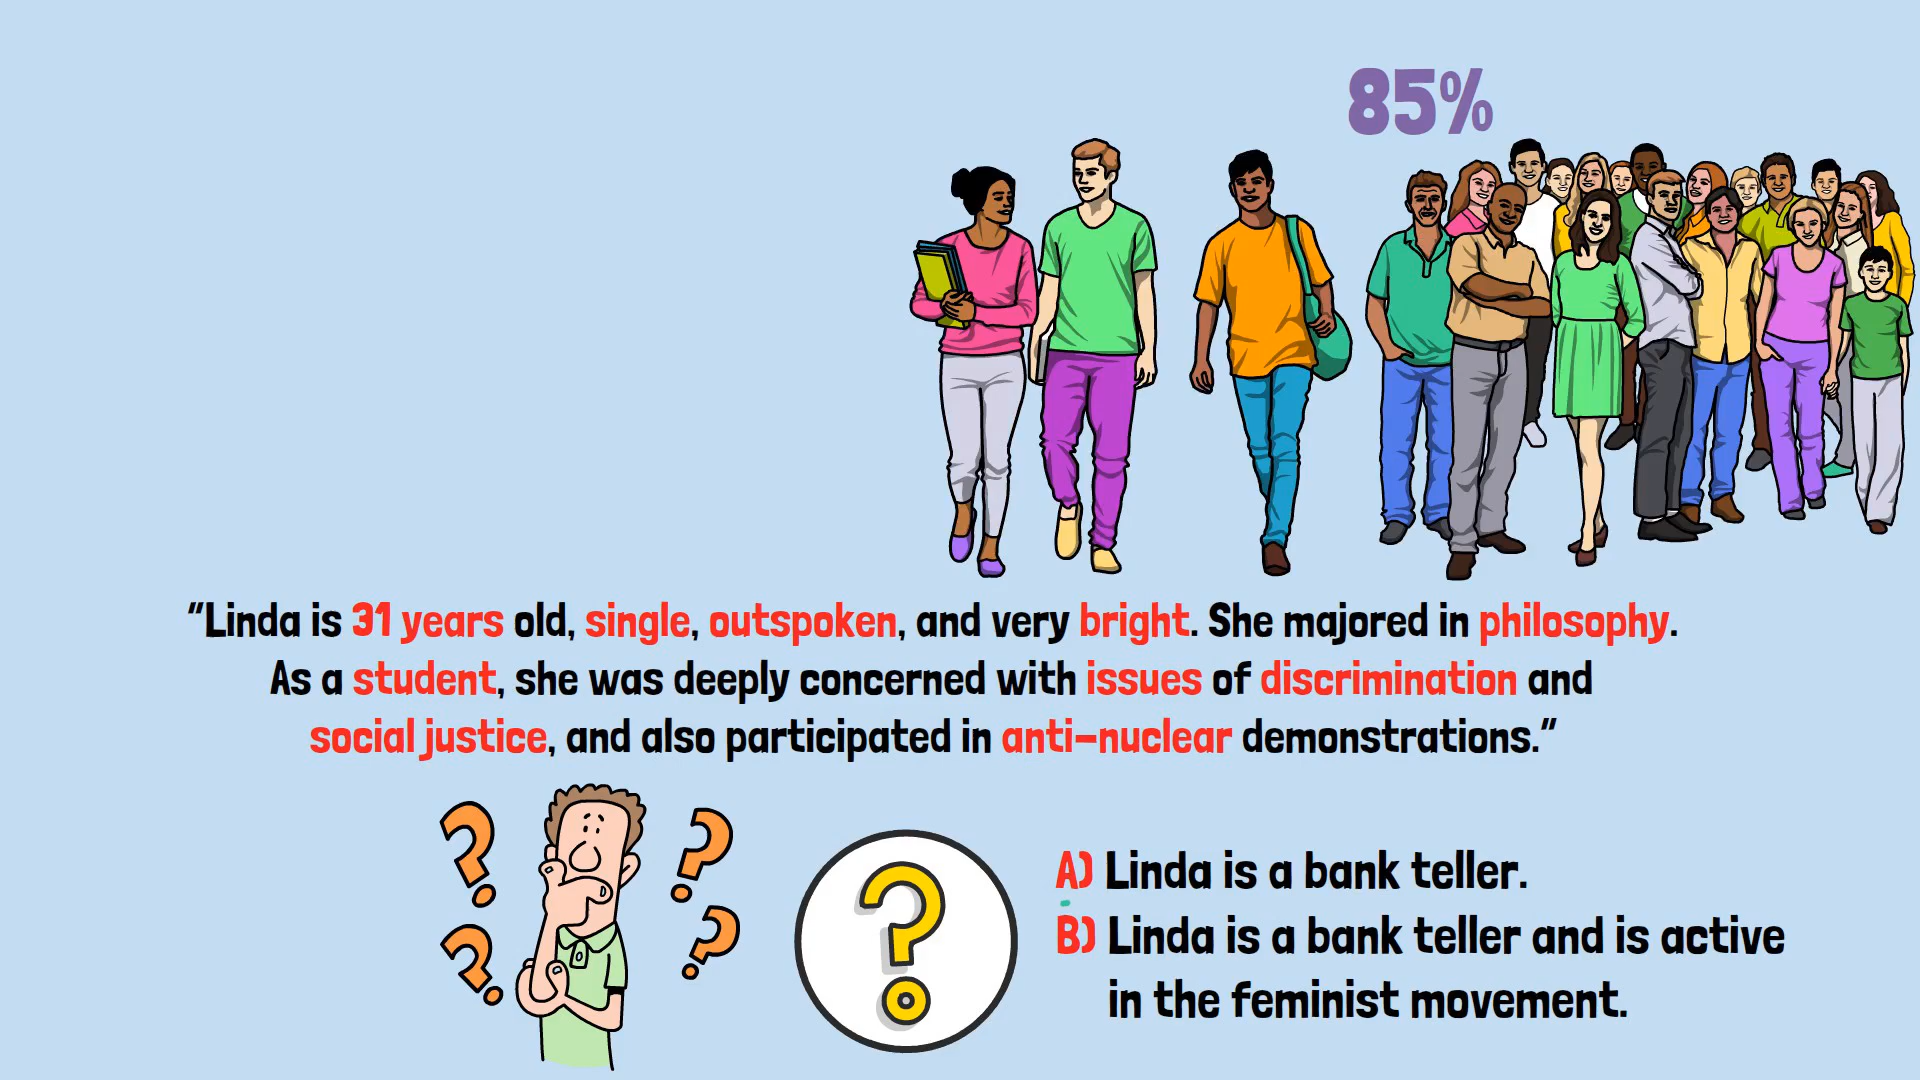 85%
"Linda is 31 years old, single, outspoken, and very bright. She majored in philosophy.
As a student, she was deeply concerned with issues of discrimination and
social justice, and also participated in anti-nuclear demonstrations."
? ? ? ? ?
A) Linda is a bank teller.
B) Linda is a bank teller and is active
in the feminist movement.